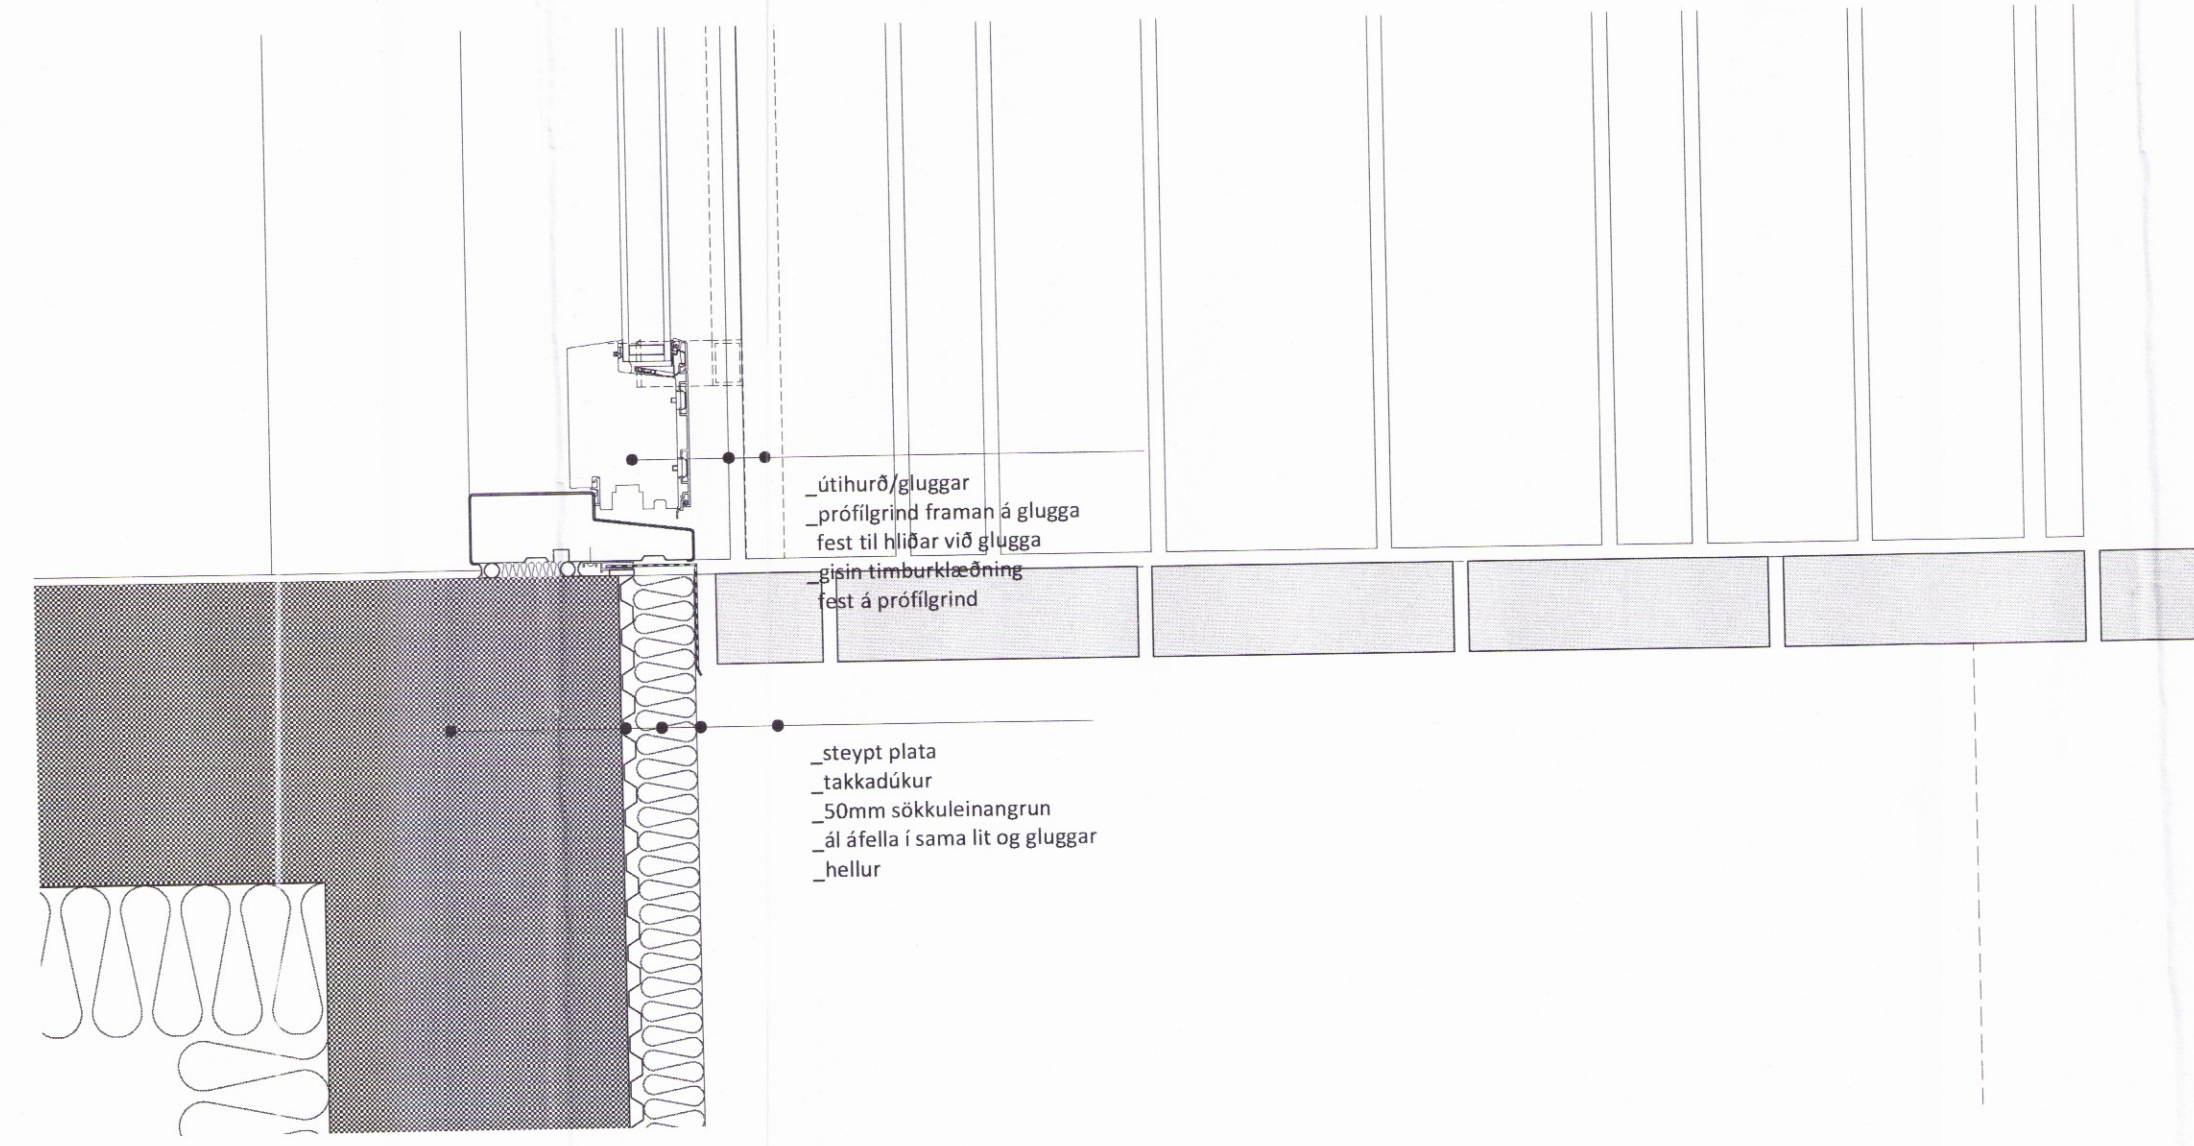 _útihurð/gluggar
_prófílgrind framan á glugga
fest til hliðar við glugga
_gisin timburklæðning
fest á prófílgrind
_steypt plata
_takkadúkur
_50mm sökkuleinangrun
_ál áfella í sama lit og gluggar
_hellur